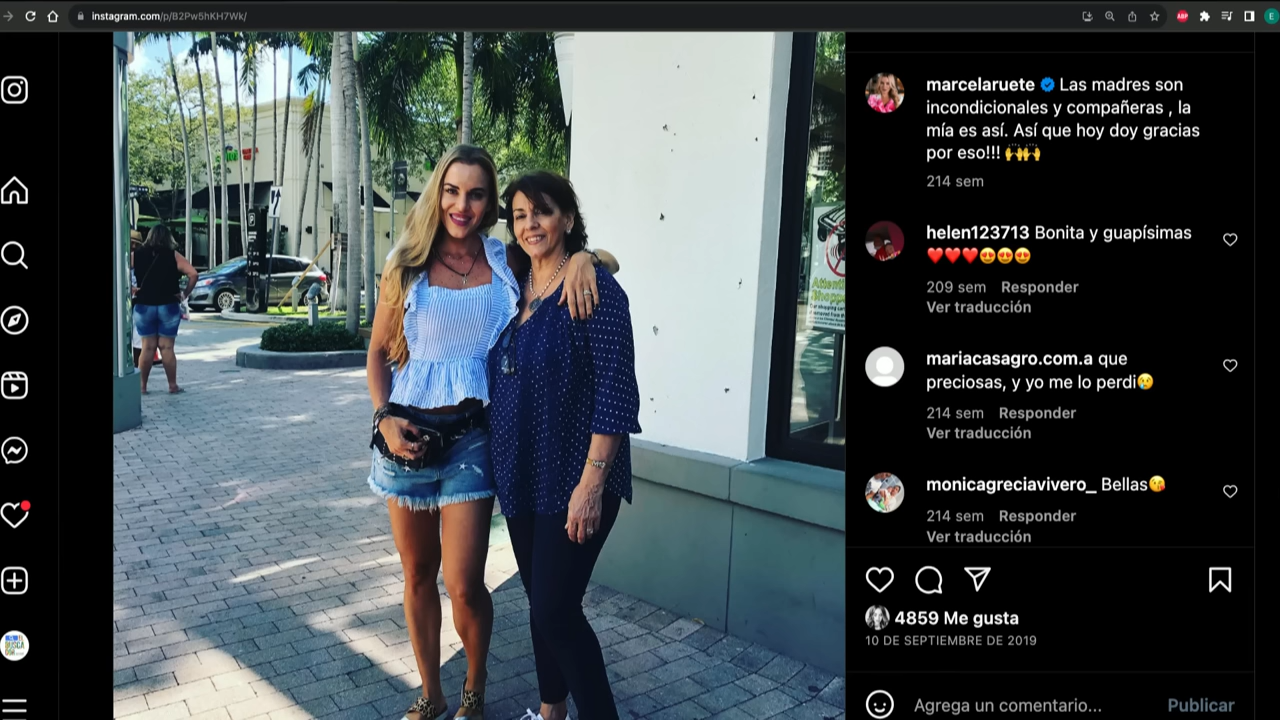 instagram.com/p/B2Pw5hKH7Wk/
ABP
E
marcelaruete Las madres son
incondicionales y compañeras , la
mía es así. Así que hoy doy gracias
por eso!!! 🙌🙌
214 sem
helen123713 Bonita y guapísimas
❤️❤️❤️😍😍😍
209 sem Responder
Ver traducción
mariacasagro.com.a que
preciosas, y yo me lo perdi😢
214 sem Responder
Ver traducción
monicagreciavivero_ Bellas😘
214 sem Responder
Ver traducción
4859 Me gusta
10 DE SEPTIEMBRE DE 2019
Agrega un comentario...
Publicar